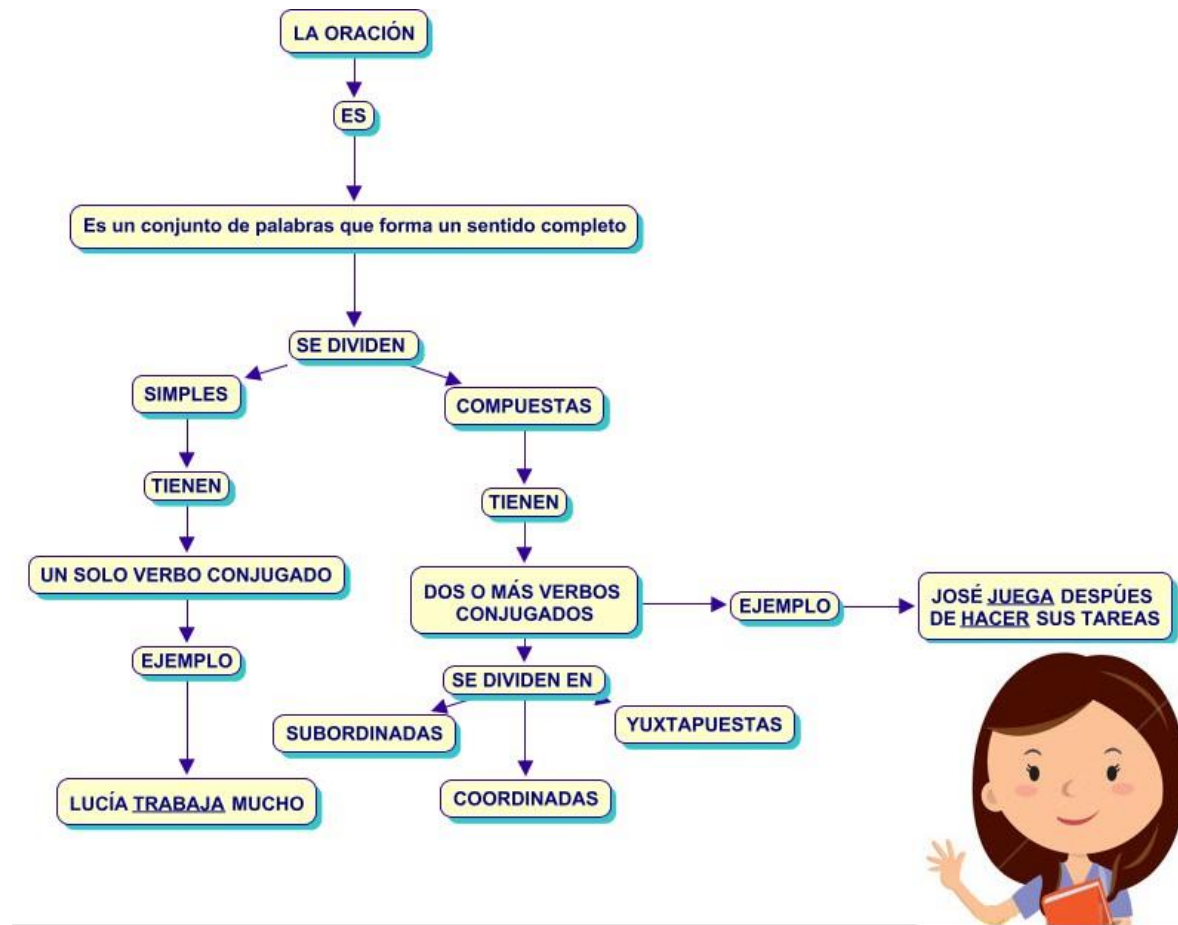 LA ORACIÓN
ES
Es un conjunto de palabras que forma un sentido completo
SE DIVIDEN
SIMPLES
COMPUESTAS
TIENEN
TIENEN
UN SOLO VERBO CONJUGADO
DOS O MÁS VERBOS
CONJUGADOS
EJEMPLO
JOSÉ JUEGA DESPÚES
DE HACER SUS TAREAS
EJEMPLO
SE DIVIDEN EN
SUBORDINADAS
YUXTAPUESTAS
COORDINADAS
LUCÍA TRABAJA MUCHO